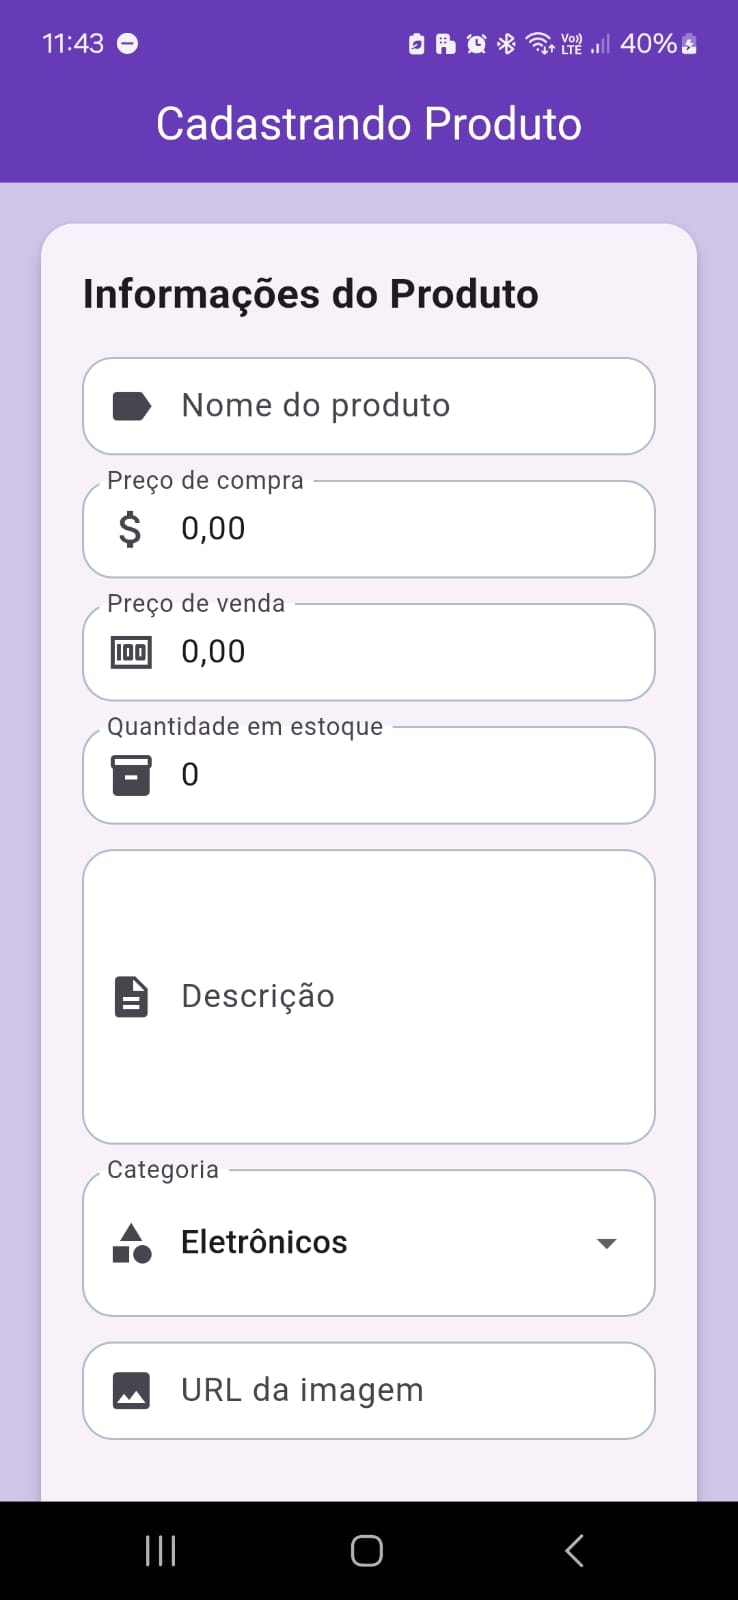 11:43 Vo)) LTE 40%
Cadastrando Produto
Informações do Produto
Nome do produto
Preço de compra
$ 0,00
Preço de venda
100 0,00
Quantidade em estoque
0
Descrição
Categoria
Eletrônicos
URL da imagem